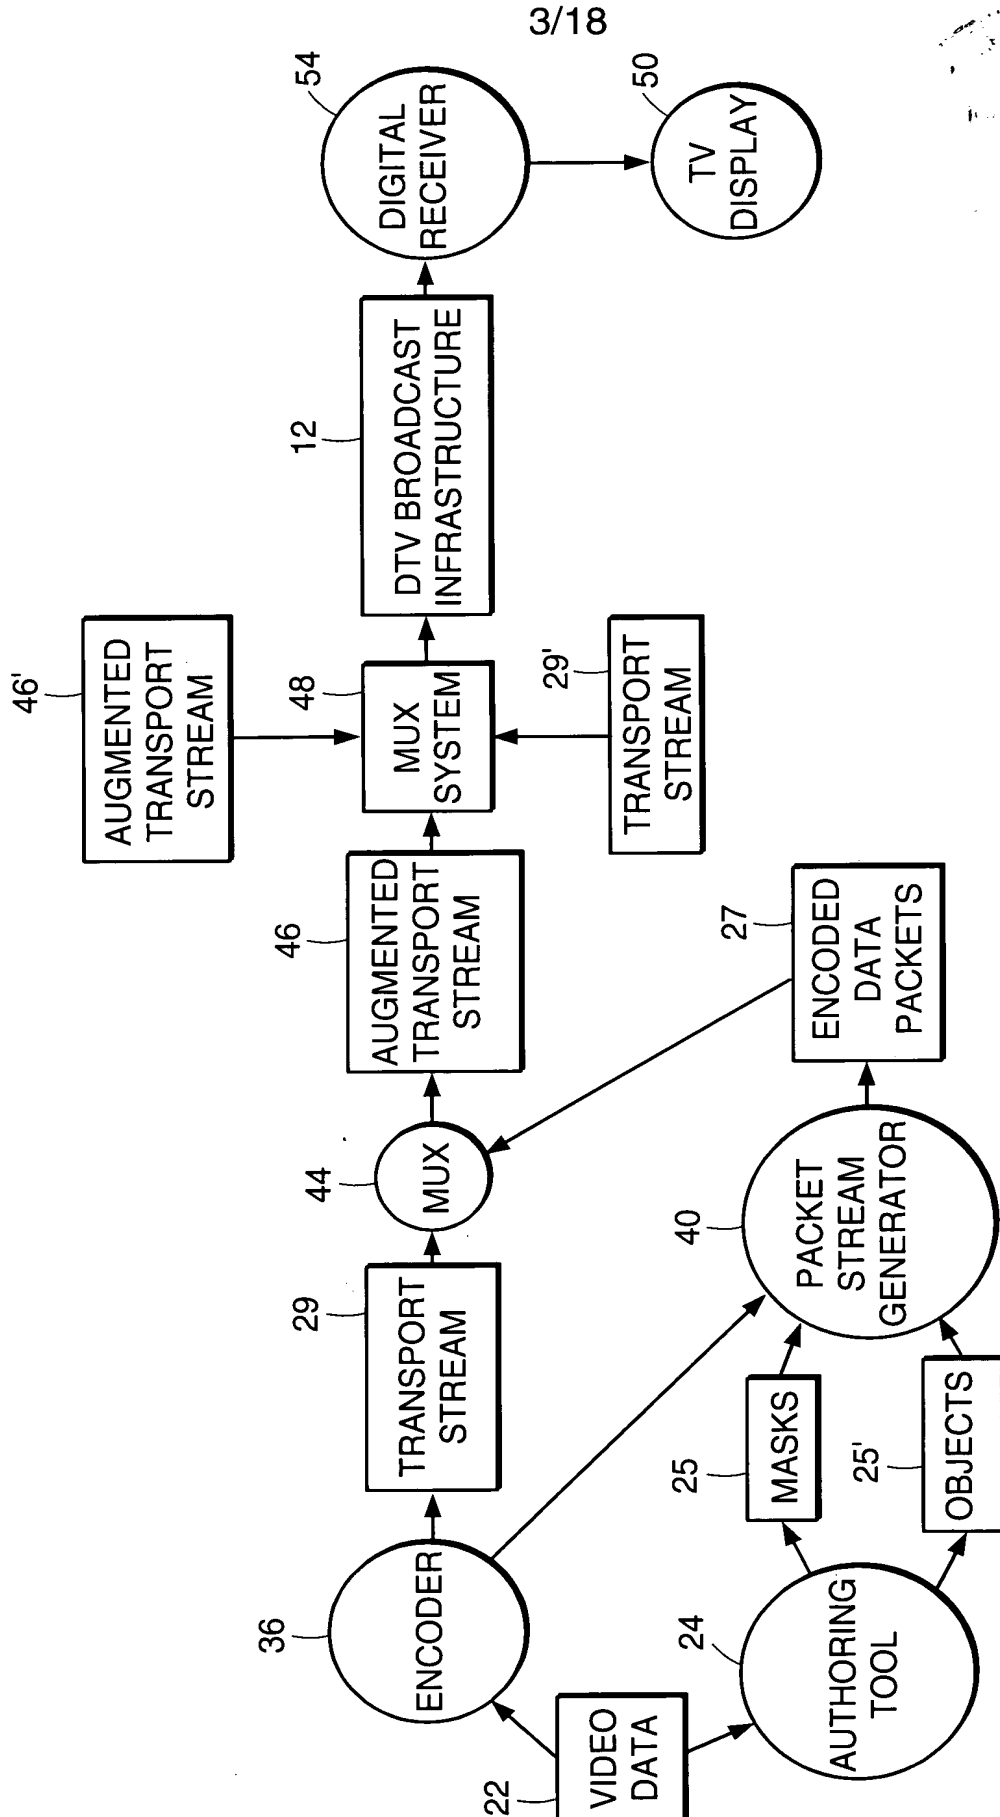 3/18
22
VIDEO
DATA
36
ENCODER
24
AUTHORING
TOOL
29
TRANSPORT
STREAM
25
MASKS
25'
OBJECTS
44
MUX
40
PACKET
STREAM
GENERATOR
46
AUGMENTED
TRANSPORT
STREAM
27
ENCODED
DATA
PACKETS
46'
AUGMENTED
TRANSPORT
STREAM
48
MUX
SYSTEM
29'
TRANSPORT
STREAM
12
DTV BROADCAST
INFRASTRUCTURE
54
DIGITAL
RECEIVER
50
TV
DISPLAY